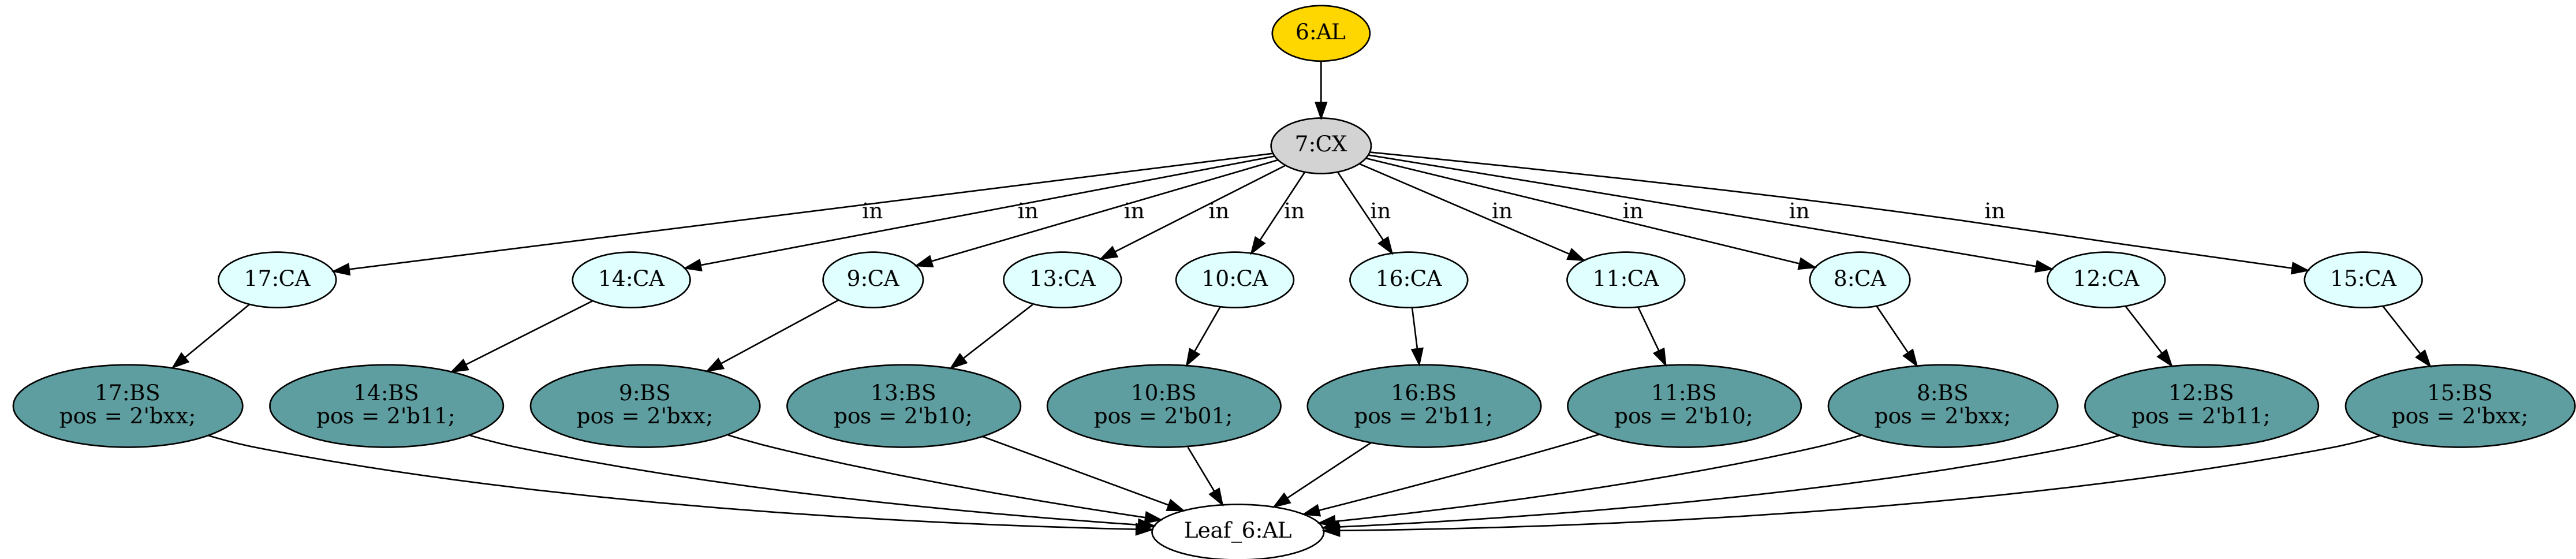 6:AL
7:CX
in in in in in in in in in in
17:CA 14:CA 9:CA 13:CA 10:CA 16:CA 11:CA 8:CA 12:CA 15:CA
17:BS
pos = 2'bxx;
14:BS
pos = 2'b11;
9:BS
pos = 2'bxx;
13:BS
pos = 2'b10;
10:BS
pos = 2'b01;
16:BS
pos = 2'b11;
11:BS
pos = 2'b10;
8:BS
pos = 2'bxx;
12:BS
pos = 2'b11;
15:BS
pos = 2'bxx;
Leaf_6:AL